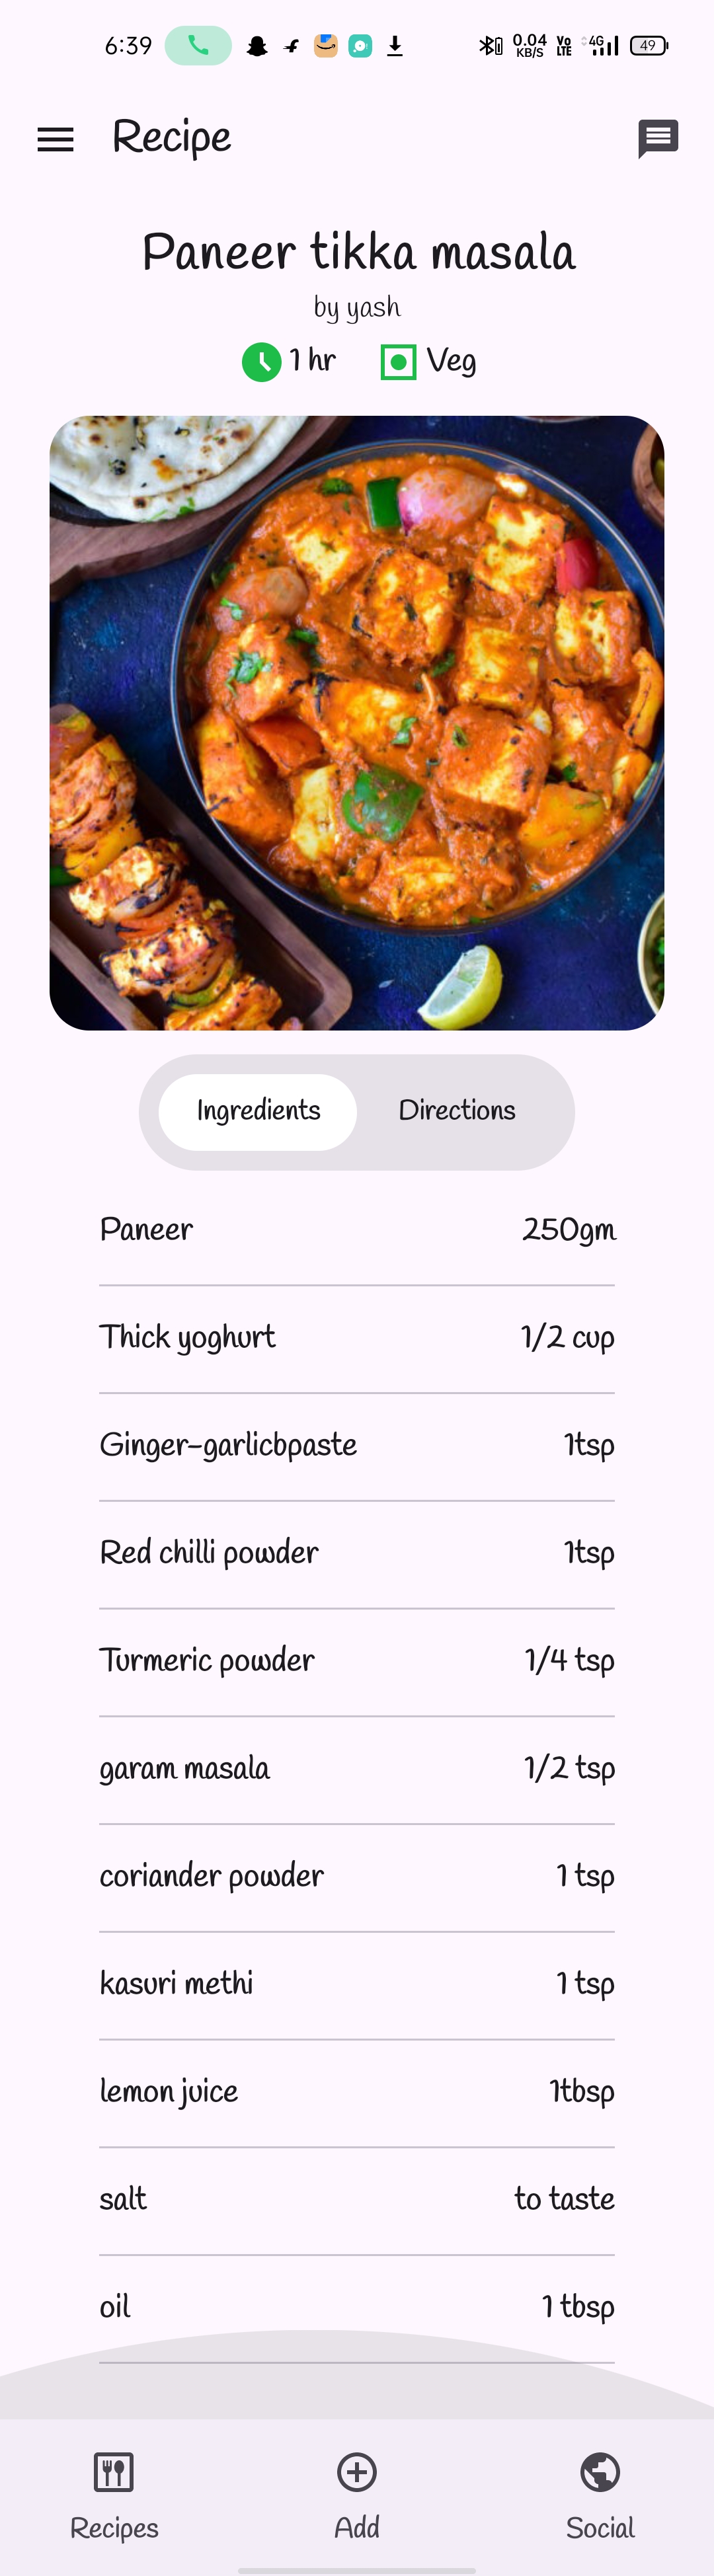 6:39 0.04 KB/S Vo LTE 4G 49
Recipe
Paneer tikka masala
by yash
1 hr Veg
Ingredients Directions
Paneer 250gm
Thick yoghurt 1/2 cup
Ginger-garlicbpaste 1tsp
Red chilli powder 1tsp
Turmeric powder 1/4 tsp
garam masala 1/2 tsp
coriander powder 1 tsp
kasuri methi 1 tsp
lemon juice 1tbsp
salt to taste
oil 1 tbsp
Recipes Add Social